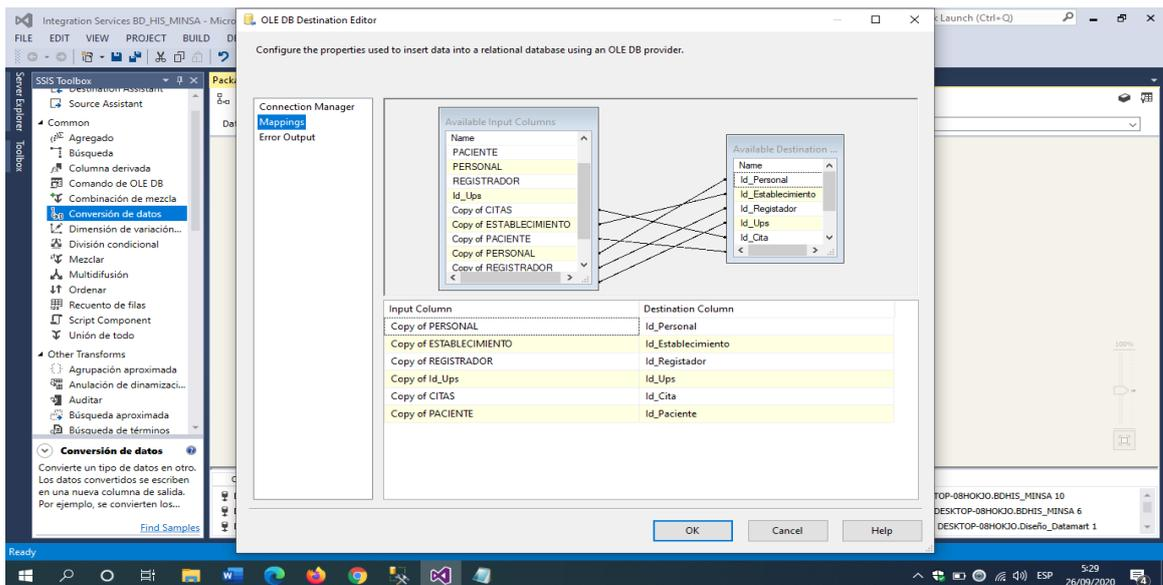 Integration Services BD_HIS_MINSA - Micro
OLE DB Destination Editor
Launch (Ctrl+Q)
FILE EDIT VIEW PROJECT BUILD
Configure the properties used to insert data into a relational database using an OLE DB provider.
Server Explorer
Toolbox
SSIS Toolbox
Destination Assistant
Source Assistant
Common
Agregado
Búsqueda
Columna derivada
Comando de OLE DB
Combinación de mezcla
Conversión de datos
Dimensión de variación...
División condicional
Mezclar
Multidifusión
Ordenar
Recuento de filas
Script Component
Unión de todo
Other Transforms
Agrupación aproximada
Anulación de dinamizaci...
Auditar
Búsqueda aproximada
Búsqueda de términos
Conversión de datos
Convierte un tipo de datos en otro.
Los datos convertidos se escriben
en una nueva columna de salida.
Por ejemplo, se convierten los...
Find Samples
Connection Manager
Mappings
Error Output
Available Input Columns
Name
PACIENTE
PERSONAL
REGISTRADOR
Id_Ups
Copy of CITAS
Copy of ESTABLECIMIENTO
Copy of PACIENTE
Copy of PERSONAL
Copy of REGISTRADOR
Available Destination ...
Name
Id_Personal
Id_Establecimiento
Id_Registador
Id_Ups
Id_Cita
Input Column Destination Column
Copy of PERSONAL Id_Personal
Copy of ESTABLECIMIENTO Id_Establecimiento
Copy of REGISTRADOR Id_Registador
Copy of Id_Ups Id_Ups
Copy of CITAS Id_Cita
Copy of PACIENTE Id_Paciente
100%
TOP-08HOKJO.BDHIS_MINSA 10
DESKTOP-08HOKJO.BDHIS_MINSA 6
DESKTOP-08HOKJO.Diseño_Datamart 1
OK Cancel Help
Ready
ESP
5:29
26/09/2020